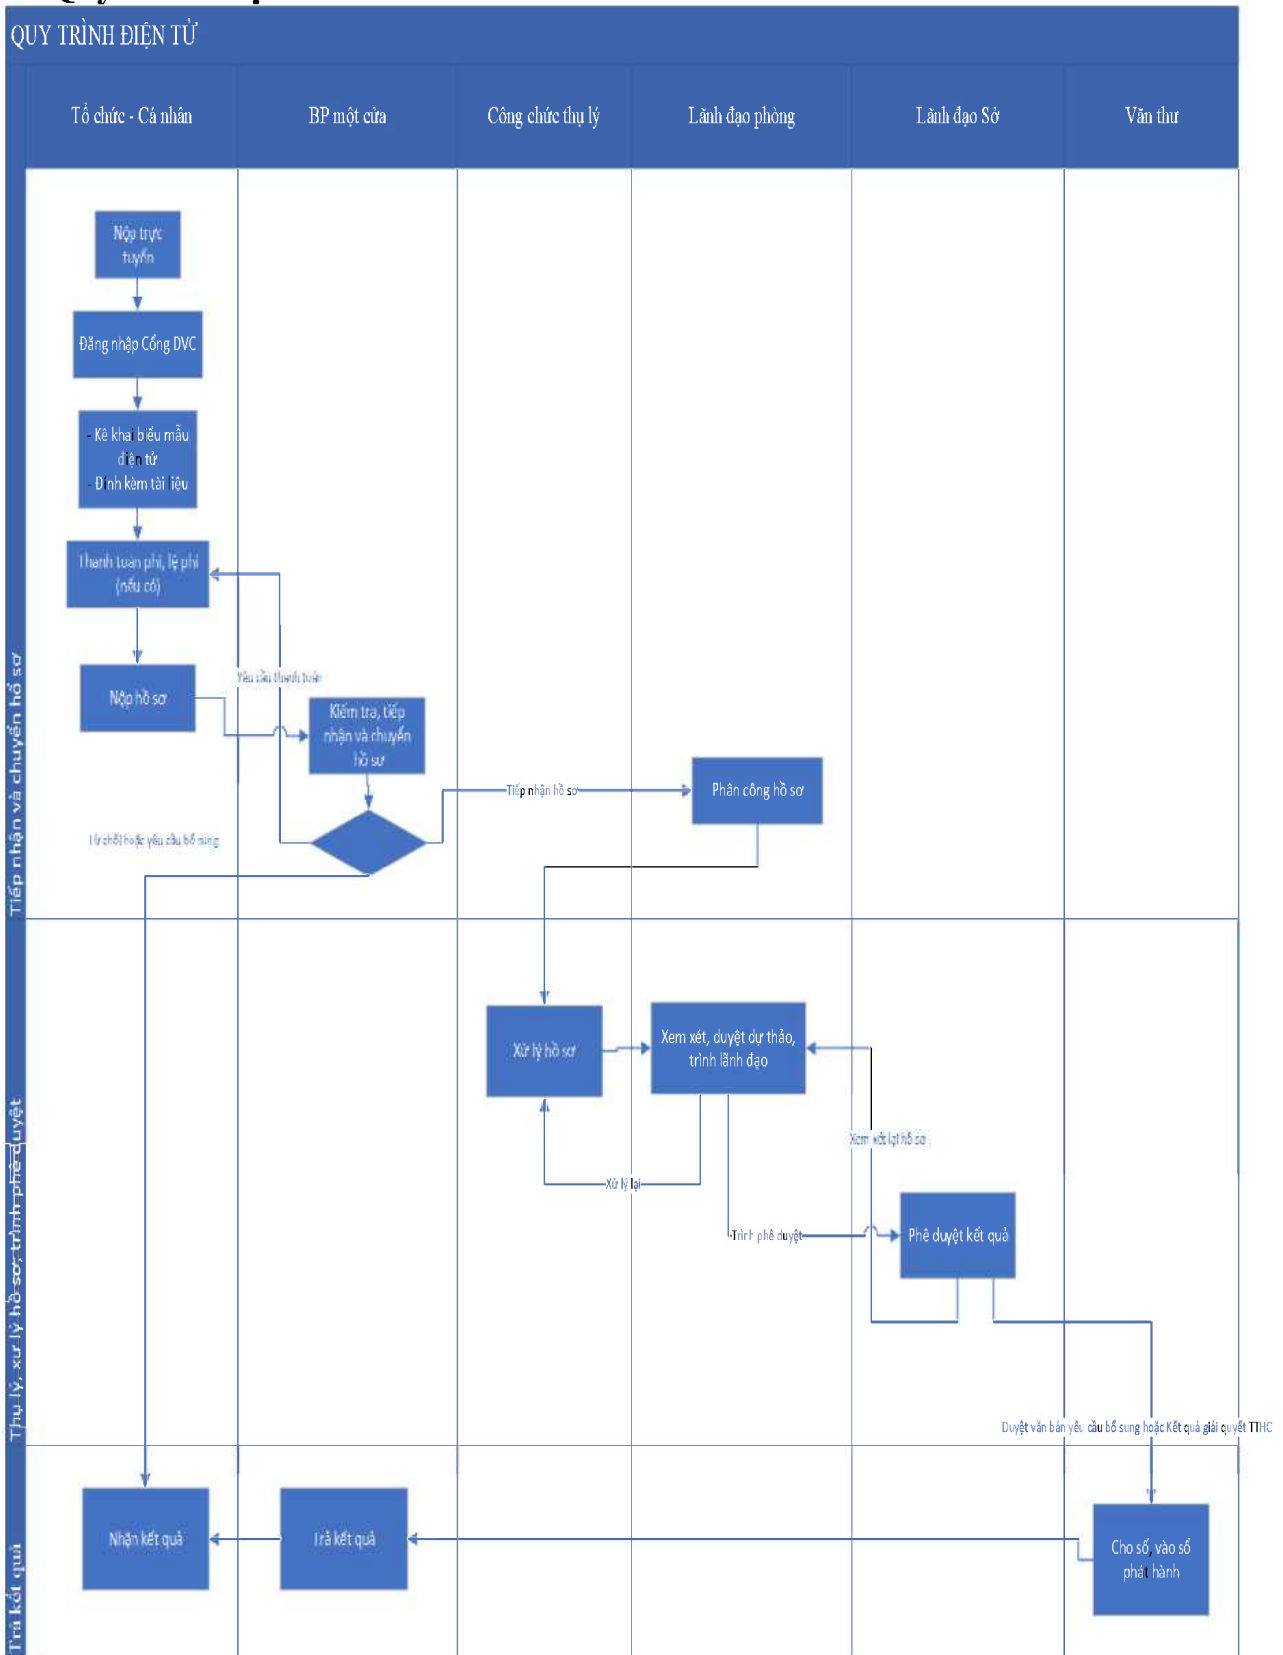 QUY TRÌNH ĐIỆN TỬ
Tổ chức - Cá nhân
BP một cửa
Công chức thụ lý
Lãnh đạo phòng
Lãnh đạo Sở
Văn thư
Tiếp nhận và chuyển hồ sơ
Nộp trực
tuyến
Đăng nhập Cổng DVC
- Kê khai biểu mẫu
điện tử
- Đính kèm tài liệu
Thanh toán phí, lệ phí
(nếu có)
Yêu cầu thanh toán
Nộp hồ sơ
Kiểm tra, tiếp
nhận và chuyển
hồ sơ
Tiếp nhận hồ sơ
Phân công hồ sơ
Từ chối hoặc yêu cầu bổ sung
Thụ lý, xử lý hồ sơ, trình phê duyệt
Xử lý hồ sơ
Xem xét, duyệt dự thảo,
trình lãnh đạo
Xem xét lại hồ sơ
Xử lý lại
Trình phê duyệt
Phê duyệt kết quả
Duyệt văn bản yêu cầu bổ sung hoặc Kết quả giải quyết TTHC
Trả kết quả
Nhận kết quả
Trả kết quả
Cho số, vào sổ
phát hành